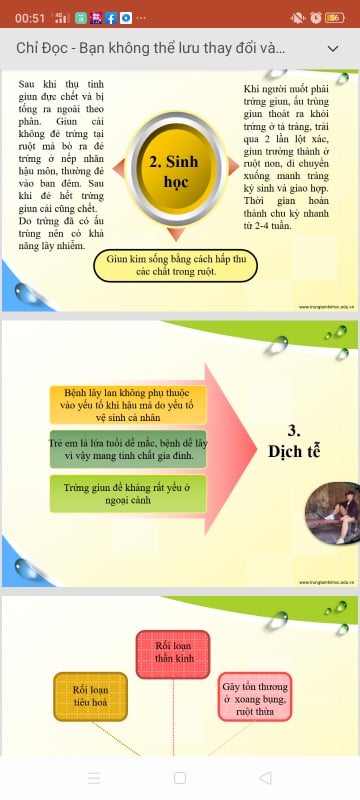 00:51
56
Chỉ Đọc - Bạn không thể lưu thay đổi và...
Sau khi thụ tinh
giun đực chết và bị
tống ra ngoài theo
phân. Giun cái
không đẻ trứng tại
ruột mà bò ra đẻ
trứng ở nếp nhăn
hậu môn, thường đẻ
vào ban đêm. Sau
khi đẻ hết trứng
giun cái cũng chết.
Do trứng đã có ấu
trùng nên có khả
năng lây nhiễm.
2. Sinh
học
Khi người nuốt phải
trứng giun, ấu trùng
giun thoát ra khỏi
trứng ở tá tràng, trải
qua 2 lần lột xác,
giun trưởng thành ở
ruột non, di chuyển
xuống manh tràng
ký sinh và giao hợp.
Thời gian hoàn
thành chu kỳ nhanh
từ 2-4 tuần.
Giun kim sống bằng cách hấp thu
các chất trong ruột.
www.trungtamtinhoc.edu.vn
Bệnh lây lan không phụ thuộc
vào yếu tố khí hậu mà do yếu tố
vệ sinh cá nhân
Trẻ em là lứa tuổi dễ mắc, bệnh dễ lây
vì vậy mang tính chất gia đình.
Trứng giun đề kháng rất yếu ở
ngoại cảnh
3.
Dịch tễ
www.trungtamtinhoc.edu.vn
Rối loạn
thần kinh
Rối loạn
tiêu hoá
Gây tổn thương
ở xoang bụng,
ruột thừa